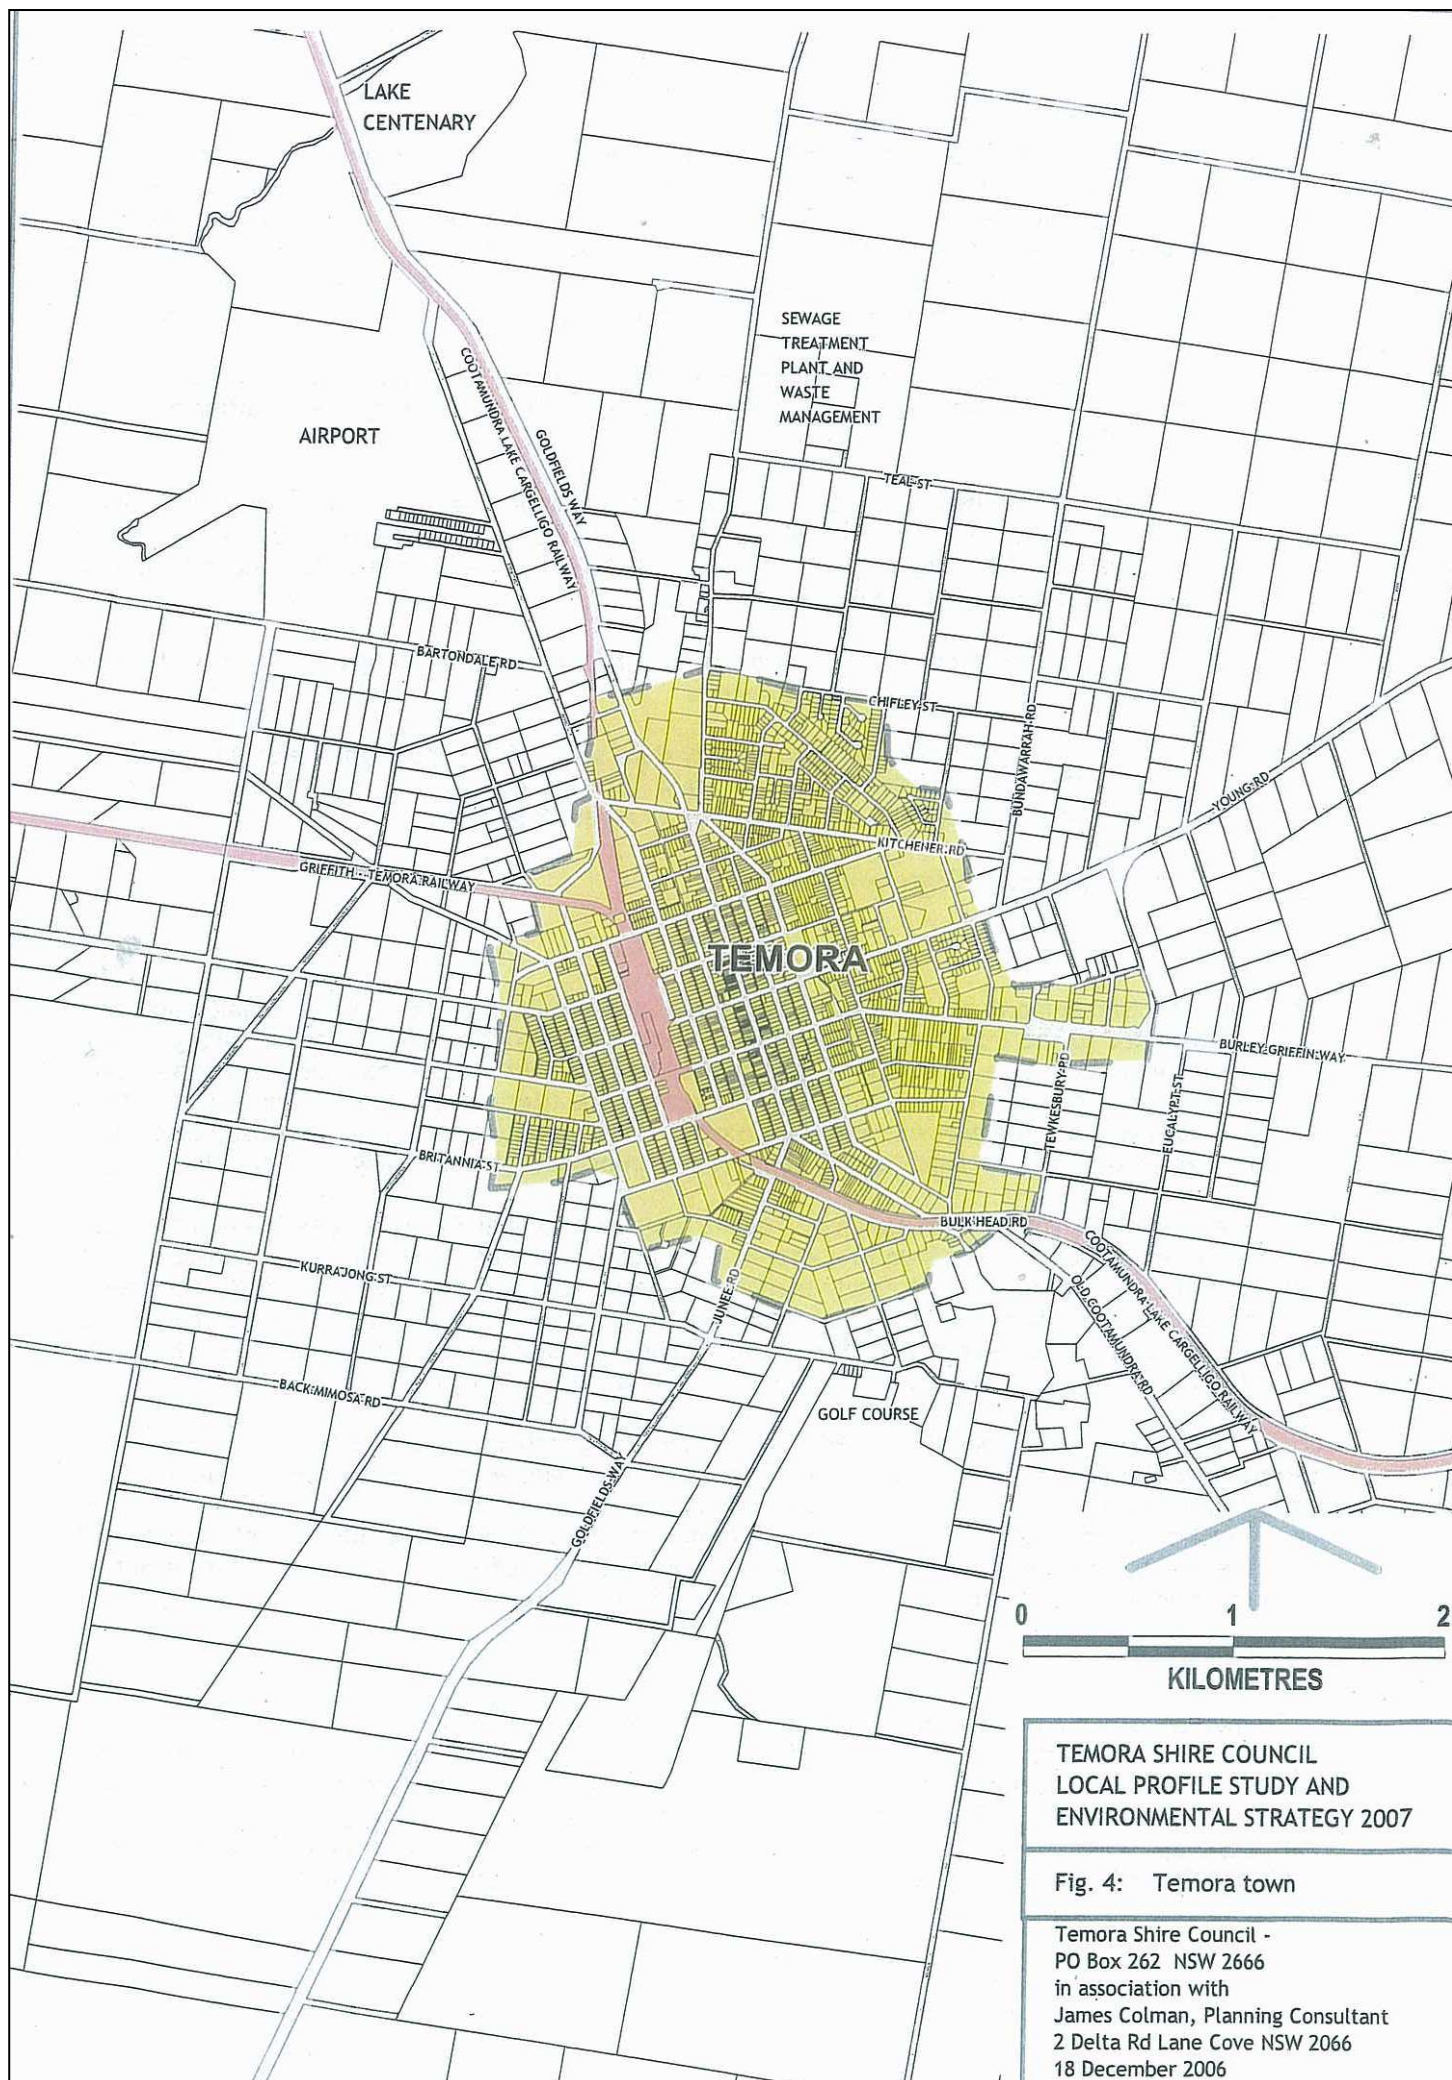 LAKE
CENTENARY
SEWAGE
TREATMENT
PLANT AND
WASTE
MANAGEMENT
AIRPORT
COOTAMUNDRA LAKE CARGELLIGO RAILWAY
GOLDFIELDS WAY
TEAL ST
BARTONDALE RD
CHIFLEY ST
BUNDAWARRAH RD
YOUNG RD
KITCHENER RD
GRIFFITH - TEMORA RAILWAY
TEMORA
BURLEY GRIFFIN WAY
TEWKESBURY RD
EUCALYPT ST
BRITANNIA ST
BULK HEAD RD
COOTAMUNDRA LAKE CARGELLIGO RAILWAY
OLD COOTAMUNDRA RD
KURRAJONG ST
JUNEE RD
BACK MIMOSA RD
GOLF COURSE
GOLDFIELDS WAY
0 1 2
KILOMETRES
TEMORA SHIRE COUNCIL
LOCAL PROFILE STUDY AND
ENVIRONMENTAL STRATEGY 2007
Fig. 4: Temora town
Temora Shire Council -
PO Box 262 NSW 2666
in association with
James Colman, Planning Consultant
2 Delta Rd Lane Cove NSW 2066
18 December 2006